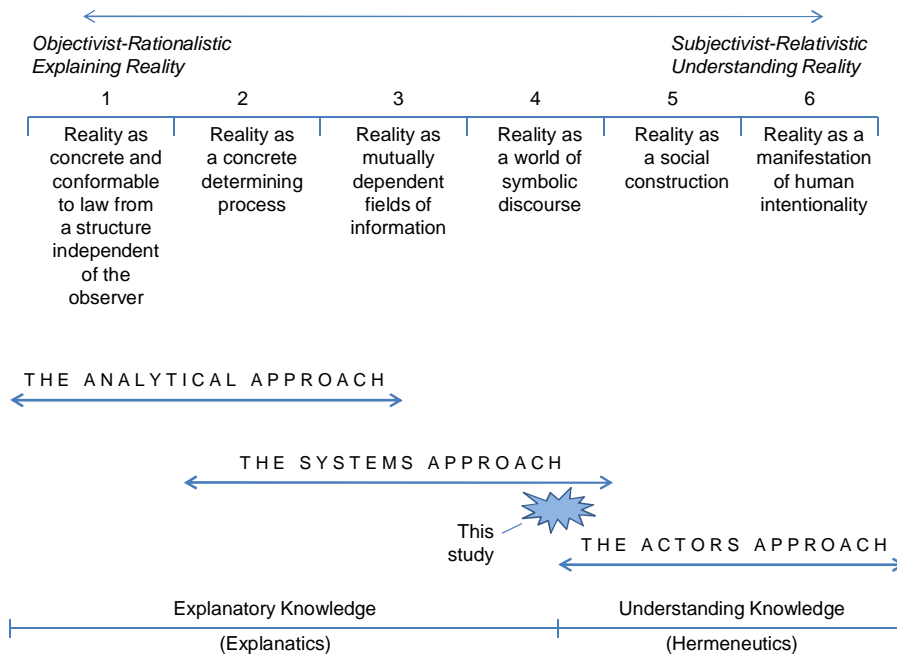 Objectivist-Rationalistic
Explaining Reality
Subjectivist-Relativistic
Understanding Reality
1
2
3
4
5
6
Reality as
concrete and
conformable
to law from
a structure
independent
of the
observer
Reality as
a concrete
determining
process
Reality as
mutually
dependent
fields of
information
Reality as
a world of
symbolic
discourse
Reality as
a social
construction
Reality as a
manifestation
of human
intentionality
THE ANALYTICAL APPROACH
THE SYSTEMS APPROACH
This
study
THE ACTORS APPROACH
Explanatory Knowledge
(Explanatics)
Understanding Knowledge
(Hermeneutics)